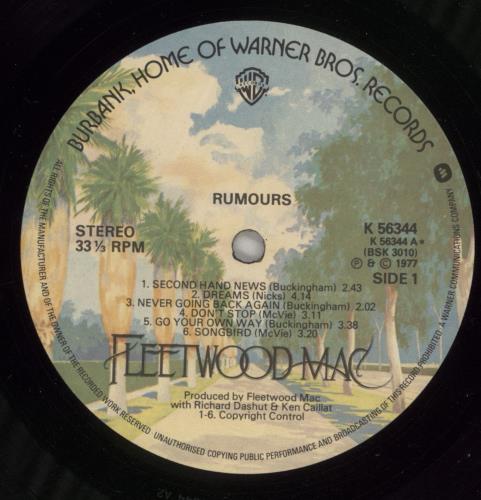 BURBANK, HOME OF WARNER BROS. RECORDS
RUMOURS
STEREO
33⅓ RPM
K 56344
K 56344 A*
(BSK 3010)
℗ & © 1977
SIDE 1
1. SECOND HAND NEWS (Buckingham) 2.43
2. DREAMS (Nicks) 4.14
3. NEVER GOING BACK AGAIN (Buckingham) 2.02
4. DON'T STOP (McVie) 3.11
5. GO YOUR OWN WAY (Buckingham) 3.38
6. SONGBIRD (McVie) 3.20
FLEETWOOD MAC
Produced by Fleetwood Mac
with Richard Dashut & Ken Caillat
1-6. Copyright Control
ALL RIGHTS OF THE MANUFACTURER AND OF THE OWNER OF THE RECORDED WORK RESERVED UNAUTHORISED COPYING PUBLIC PERFORMANCE AND BROADCASTING OF THIS RECORD PROHIBITED. A WARNER COMMUNICATIONS COMPANY